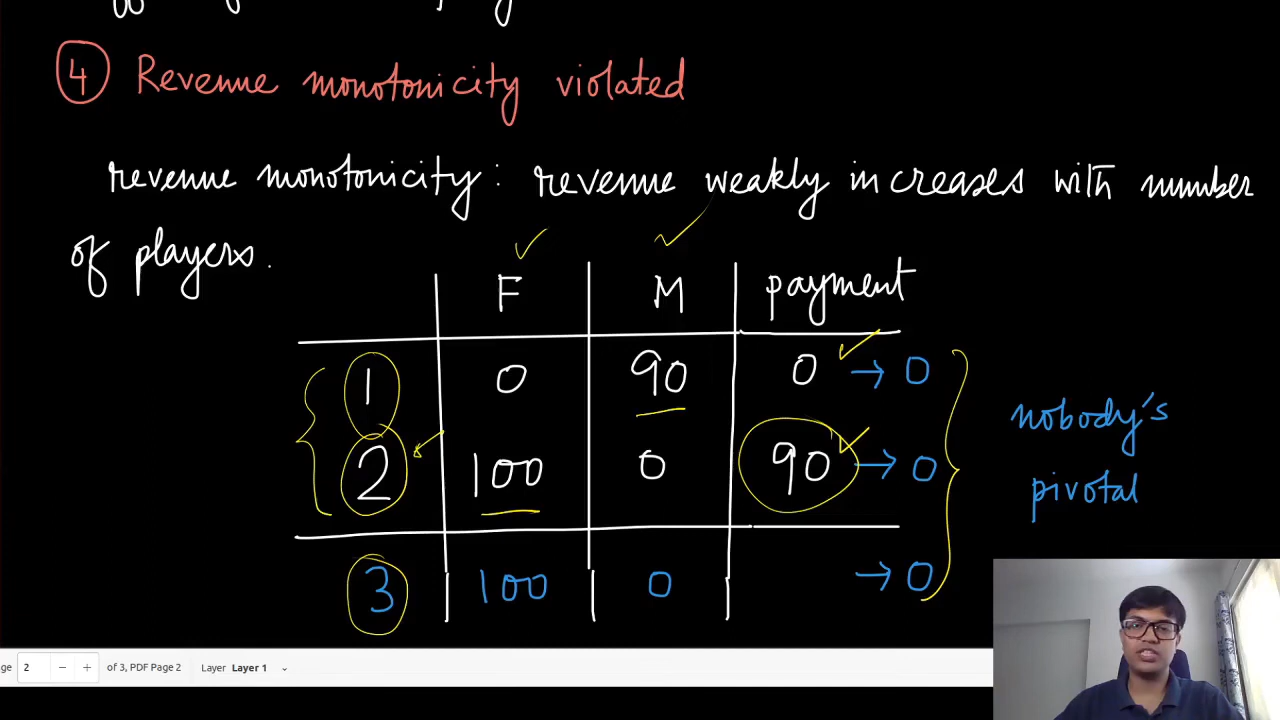 ④ Revenue monotonicity violated
revenue monotonicity: revenue weakly increases with number
of players.
F M payment
1 0 90 0 → 0
2 100 0 90 → 0
3 100 0 → 0
nobody's
pivotal
ge 2 − + of 3, PDF Page 2 Layer Layer 1